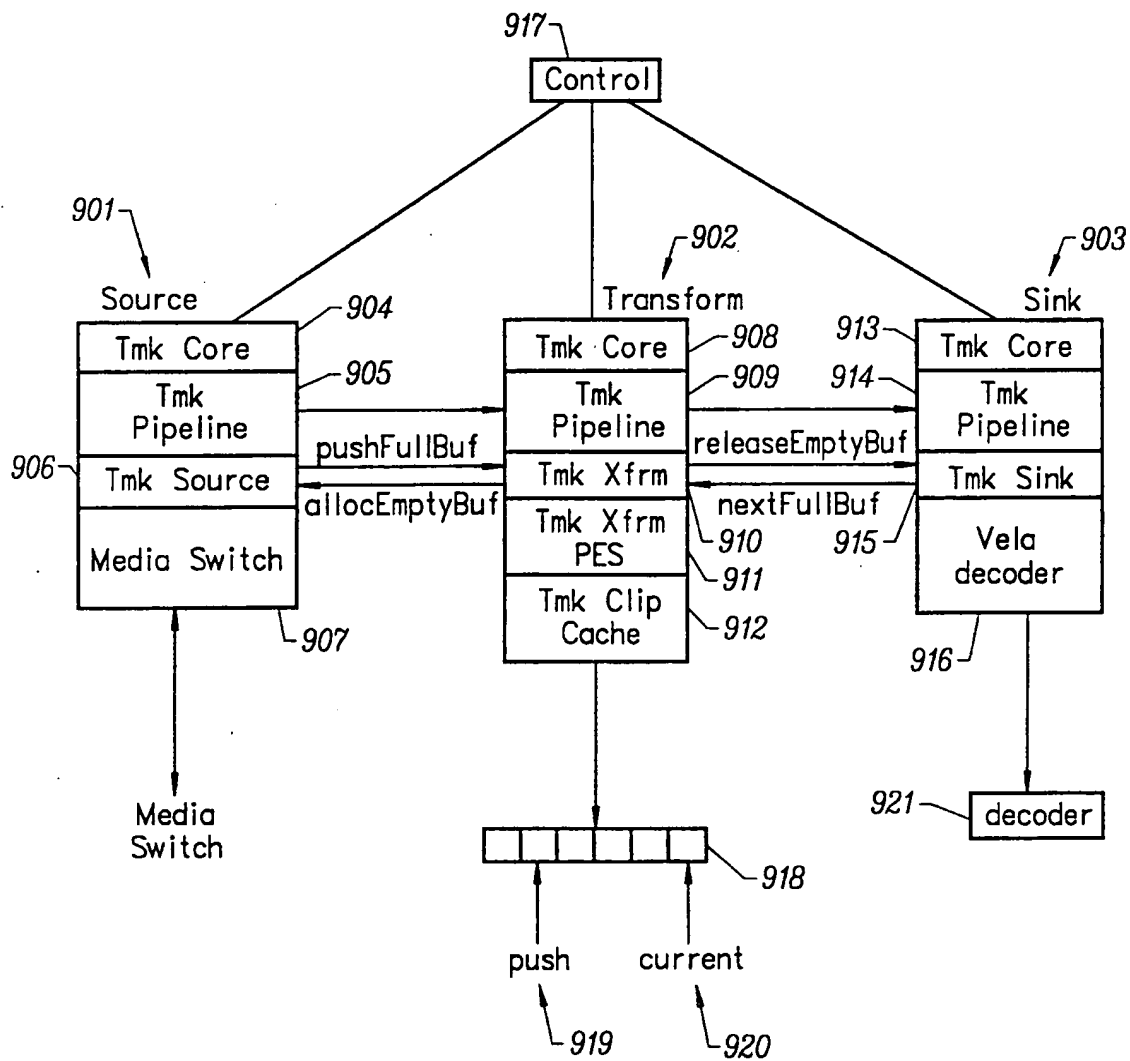 917
Control
901
902
903
Source
904
Transform
Sink
Tmk Core
Tmk Core
908
913
Tmk Core
905
909
914
Tmk
Pipeline
Tmk
Pipeline
Tmk
Pipeline
pushFullBuf
releaseEmptyBuf
906
Tmk Source
Tmk Xfrm
Tmk Sink
allocEmptyBuf
nextFullBuf
910
915
Media Switch
Tmk Xfrm
PES
911
Vela
decoder
Tmk Clip
Cache
912
907
916
Media
Switch
921
decoder
918
push
current
919
920